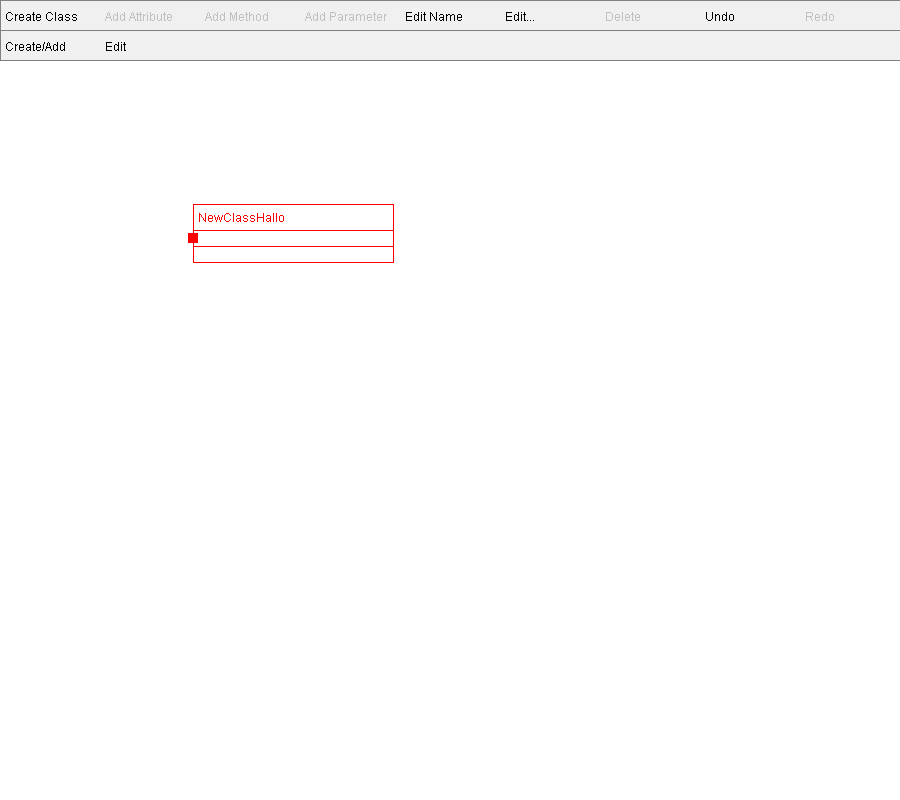 Create Class Add Attribute Add Method Add Parameter Edit Name Edit... Delete Undo Redo
Create/Add Edit
NewClassHallo